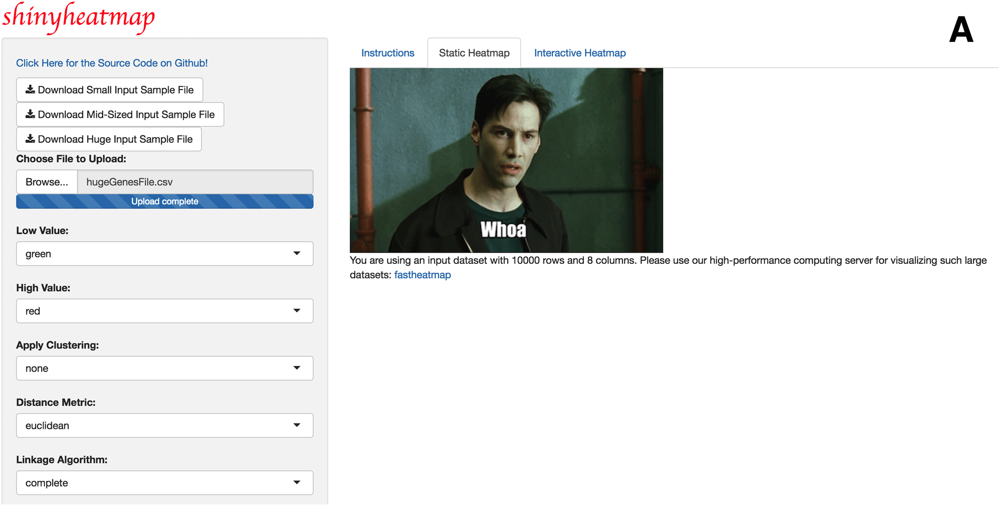 shinyheatmap
A
Click Here for the Source Code on Github!
Download Small Input Sample File
Download Mid-Sized Input Sample File
Download Huge Input Sample File
Choose File to Upload:
Browse... hugeGenesFile.csv
Upload complete
Low Value:
green
High Value:
red
Apply Clustering:
none
Distance Metric:
euclidean
Linkage Algorithm:
complete
Instructions Static Heatmap Interactive Heatmap
Whoa
You are using an input dataset with 10000 rows and 8 columns. Please use our high-performance computing server for visualizing such large
datasets: fastheatmap